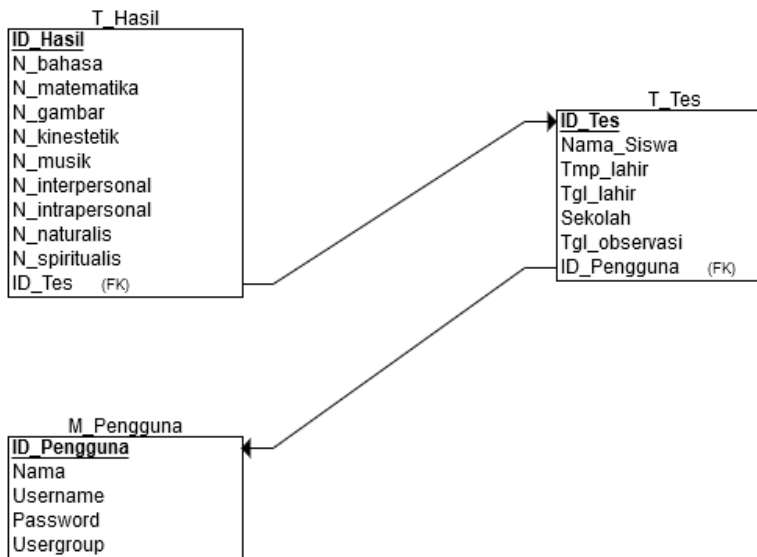 T_Hasil
ID_Hasil
N_bahasa
N_matematika
N_gambar
N_kinestetik
N_musik
N_interpersonal
N_intrapersonal
N_naturalis
N_spiritualis
ID_Tes (FK)
T_Tes
ID_Tes
Nama_Siswa
Tmp_lahir
Tgl_lahir
Sekolah
Tgl_observasi
ID_Pengguna (FK)
M_Pengguna
ID_Pengguna
Nama
Username
Password
Usergroup